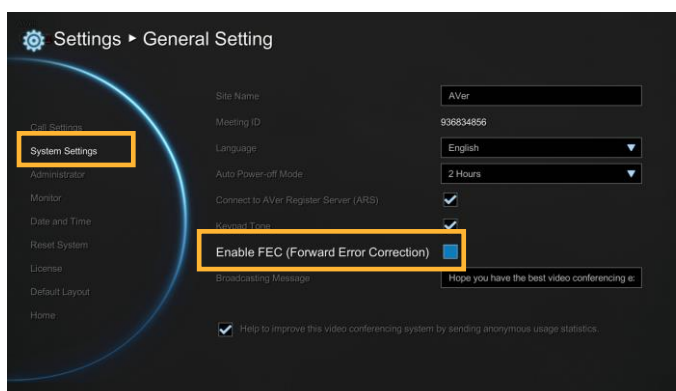 Settings ▸ General Setting
Site Name AVer
Call Settings
Meeting ID 936834856
System Settings
Language English
Administrator
Auto Power-off Mode 2 Hours
Monitor
Connect to AVer Register Server (ARS)
Date and Time
Keypad Tone
Reset System
Enable FEC (Forward Error Correction)
License
Broadcasting Message Hope you have the best video conferencing e
Default Layout
Home
Help to improve this video conferencing system by sending anonymous usage statistics.